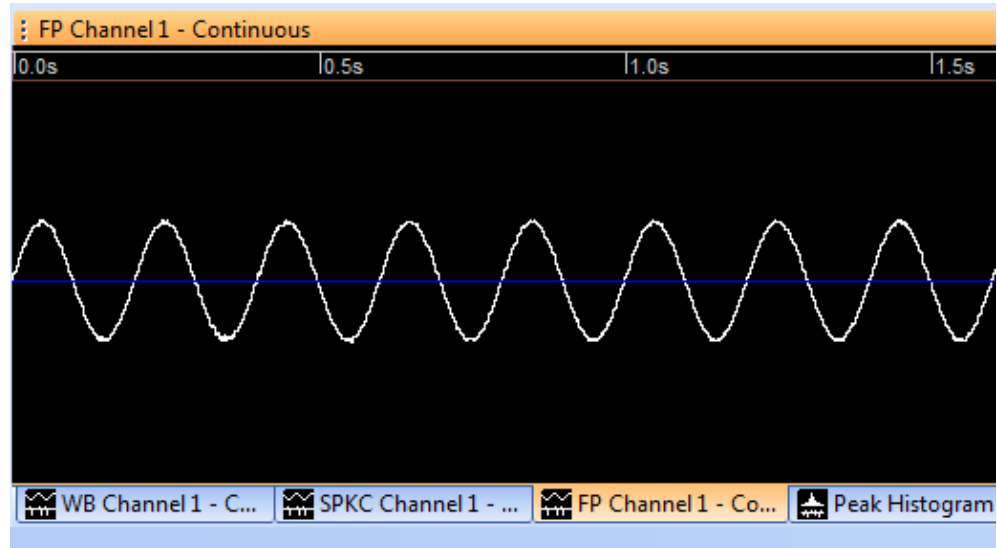 FP Channel 1 - Continuous
0.0s 0.5s 1.0s 1.5s
WB Channel 1 - C... SPKC Channel 1 - ... FP Channel 1 - Co... Peak Histogram